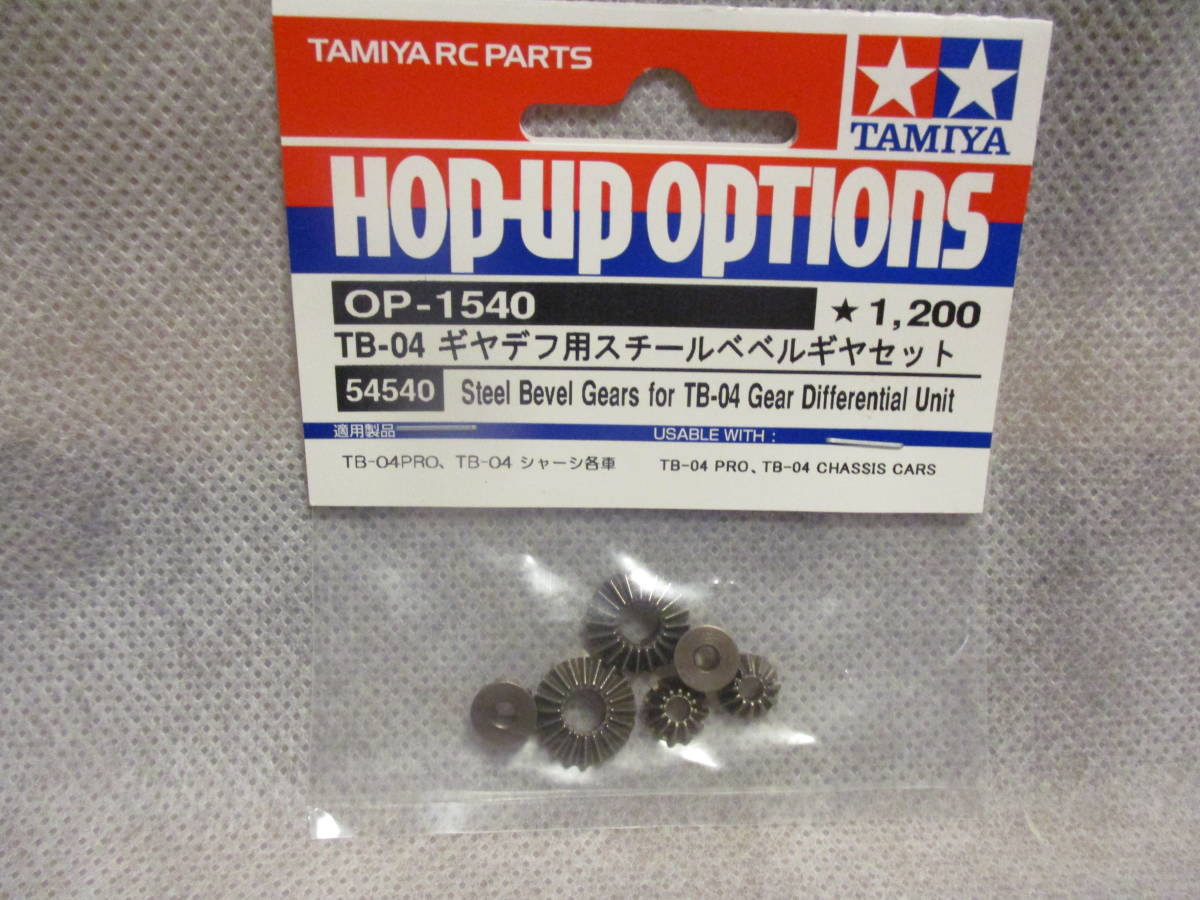 TAMIYA RC PARTS
TAMIYA
HOP-UP OPTIONS
OP-1540
★ 1,200
TB-04 ギヤデフ用スチールベベルギヤセット
54540 Steel Bevel Gears for TB-04 Gear Differential Unit
適用製品 USABLE WITH :
TB-04PRO、TB-04 シャーシ各車 TB-04 PRO、TB-04 CHASSIS CARS